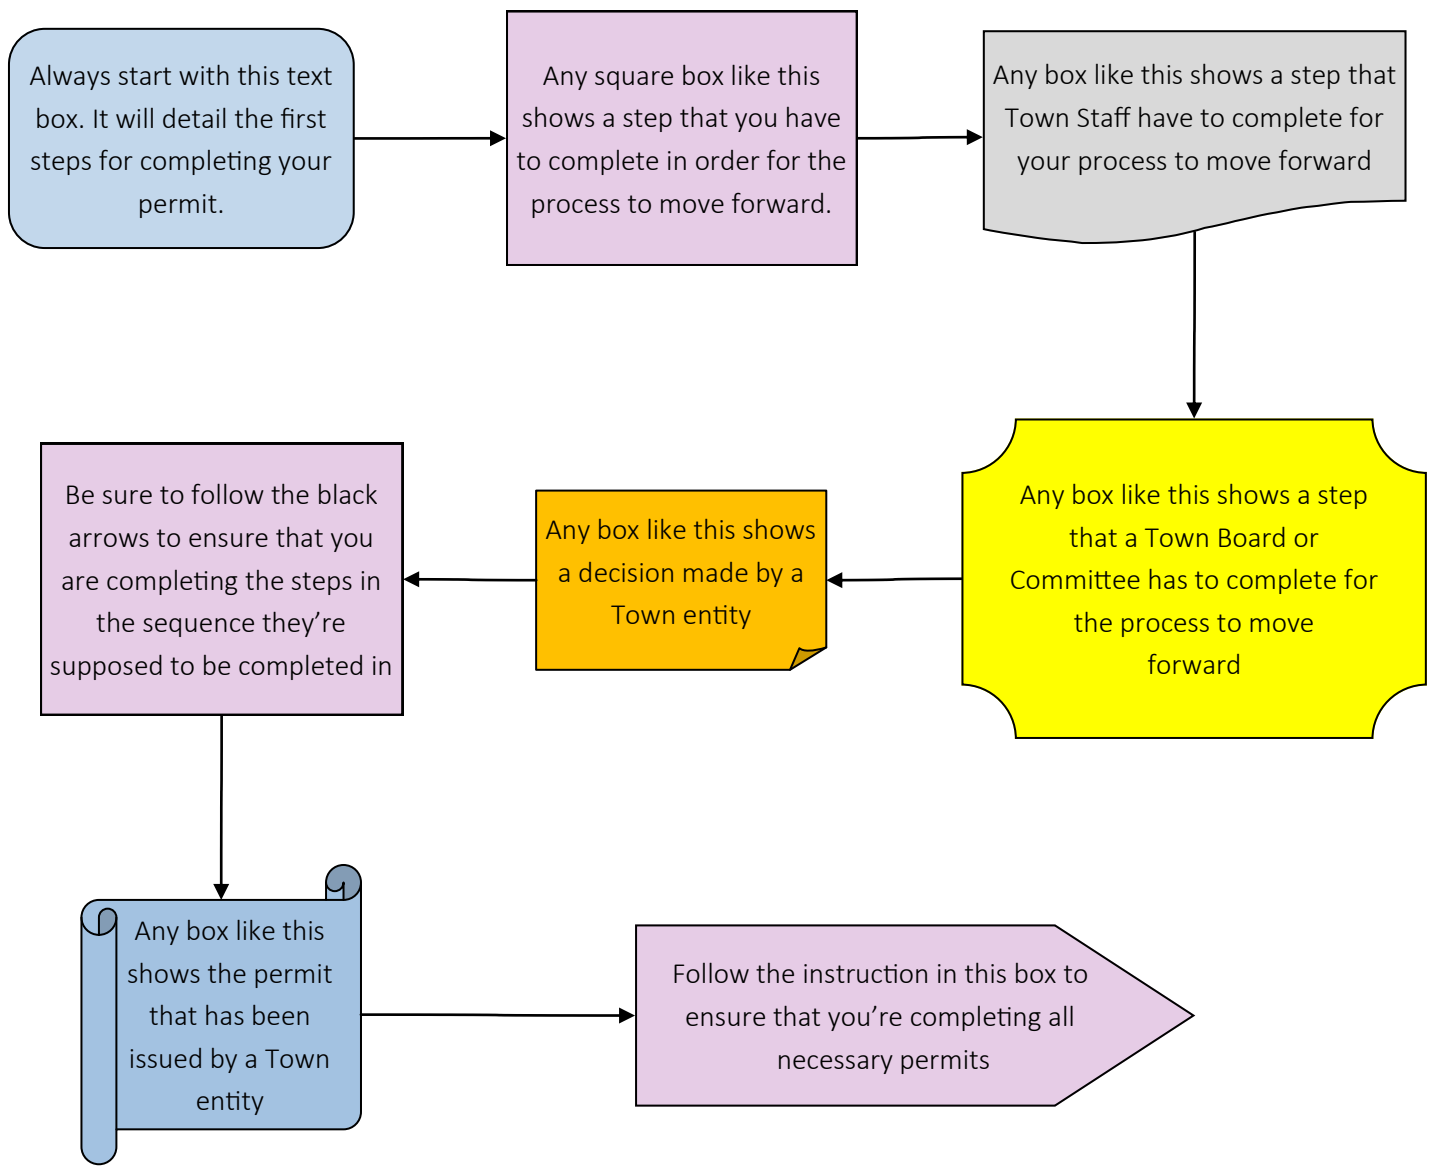 Always start with this text
box. It will detail the first
steps for completing your
permit.
Any square box like this
shows a step that you have
to complete in order for the
process to move forward.
Any box like this shows a step that
Town Staff have to complete for
your process to move forward
Any box like this shows a step
that a Town Board or
Committee has to complete for
the process to move
forward
Any box like this shows
a decision made by a
Town entity
Be sure to follow the black
arrows to ensure that you
are completing the steps in
the sequence they’re
supposed to be completed in
Any box like this
shows the permit
that has been
issued by a Town
entity
Follow the instruction in this box to
ensure that you’re completing all
necessary permits